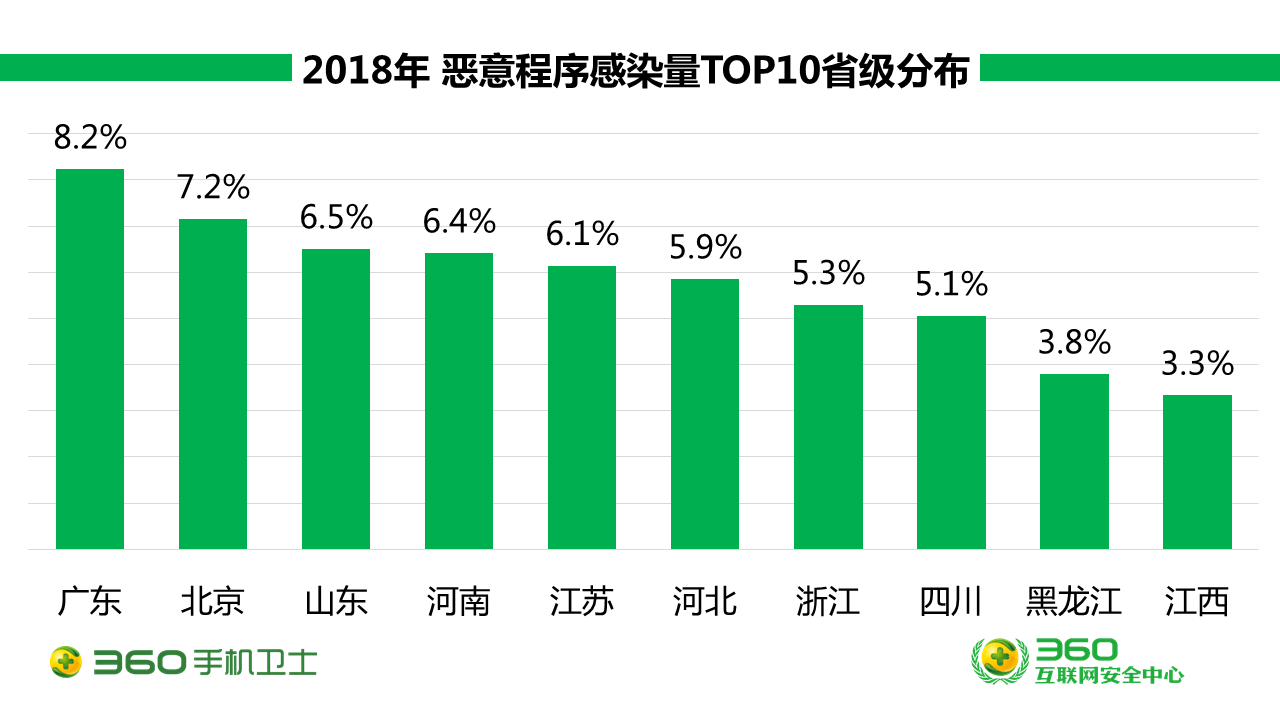 2018年 恶意程序感染量TOP10省级分布
8.2%
7.2%
6.5%
6.4%
6.1%
5.9%
5.3%
5.1%
3.8%
3.3%
广东 北京 山东 河南 江苏 河北 浙江 四川 黑龙江 江西
360手机卫士
360
互联网安全中心